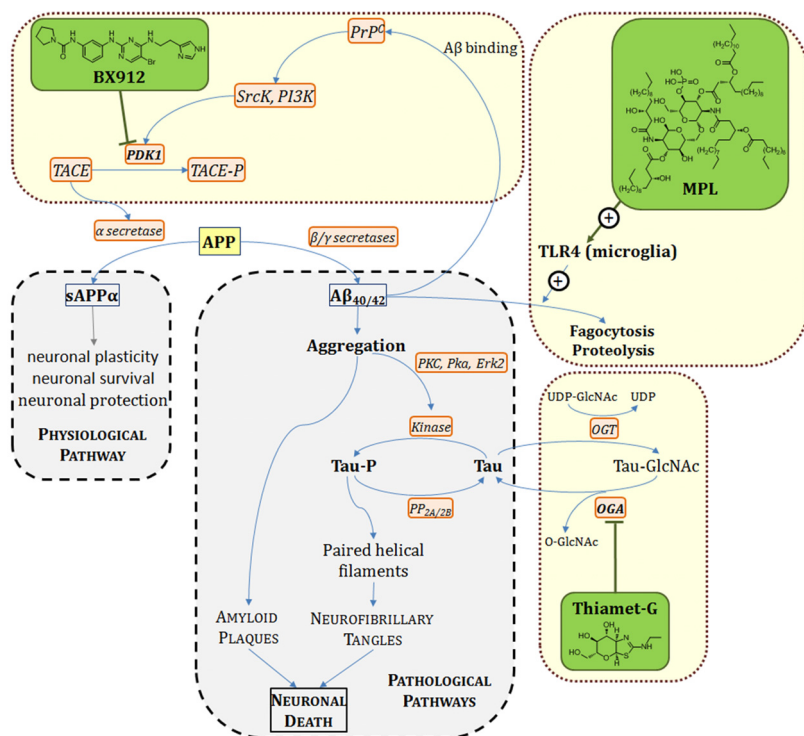 BX912
PrP^C
Aβ binding
SrcK, PI3K
PDK1
TACE
TACE-P
α secretase
APP
β/γ secretases
MPL
TLR4 (microglia)
Fagocytosis
Proteolysis
sAPPα
neuronal plasticity
neuronal survival
neuronal protection
PHYSIOLOGICAL
PATHWAY
Aβ40/42
Aggregation
PKC, Pka, Erk2
Kinase
Tau-P
Tau
PP2A/2B
Paired helical
filaments
AMYLOID
PLAQUES
NEUROFIBRILLARY
TANGLES
NEURONAL
DEATH
PATHOLOGICAL
PATHWAYS
UDP-GlcNAc
UDP
OGT
Tau-GlcNAc
OGA
O-GlcNAc
Thiamet-G